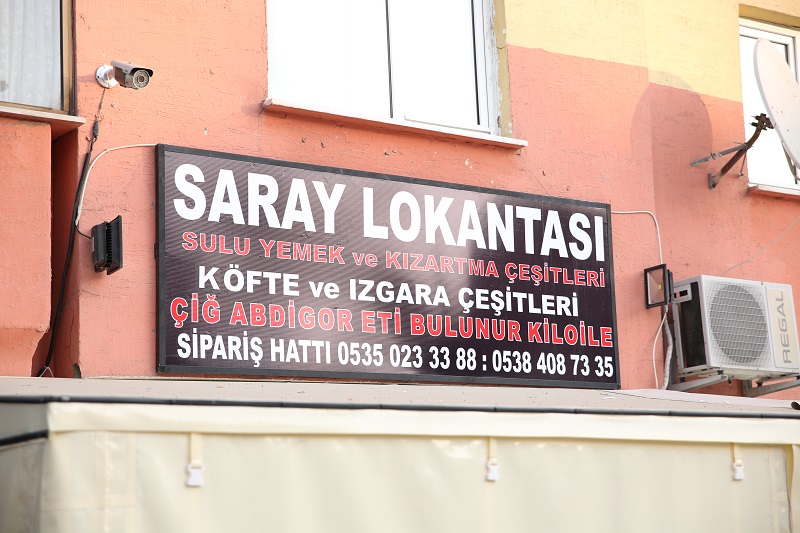 SARAY LOKANTASI
SULU YEMEK ve KIZARTMA ÇEŞİTLERİ
KÖFTE ve IZGARA ÇEŞİTLERİ
ÇİĞ ABDİGOR ETİ BULUNUR KİLOİLE
SİPARİŞ HATTI 0535 023 33 88 : 0538 408 73 35
REGAL